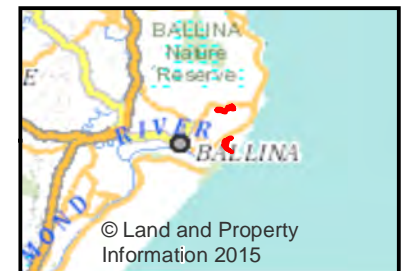 BALLINA
Nature
Reserve
E
RIVER
BALLINA
MOND
© Land and Property
Information 2015